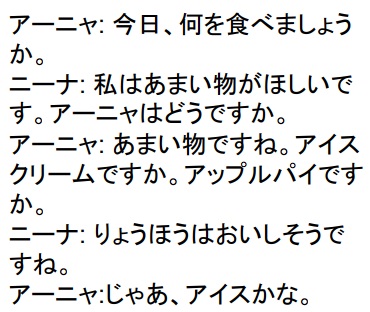 アーニャ: 今日、何を食べましょう
か。
ニーナ: 私はあまい物がほしいで
す。アーニャはどうですか。
アーニャ: あまい物ですね。アイス
クリームですか。アップルパイです
か。
ニーナ: りょうほうはおいしそうで
すね。
アーニャ:じゃあ、アイスかな。